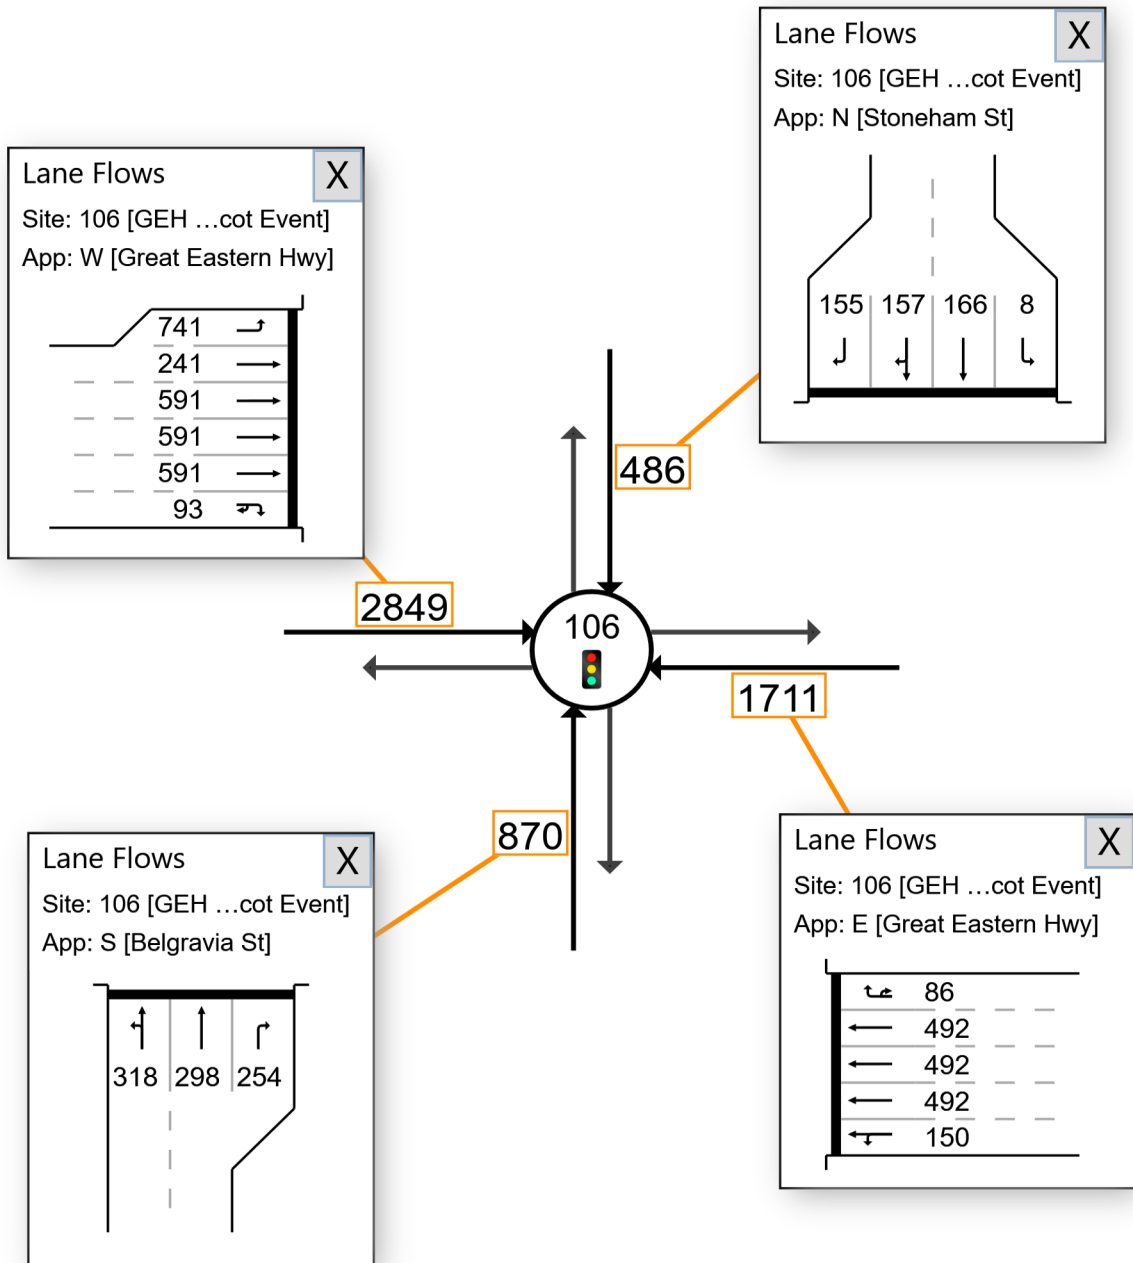 Lane Flows
X
Site: 106 [GEH ...cot Event]
App: N [Stoneham St]
155 157 166 8
Lane Flows
X
Site: 106 [GEH ...cot Event]
App: W [Great Eastern Hwy]
741
241
591
591
591
93
486
2849
106
1711
870
Lane Flows
X
Site: 106 [GEH ...cot Event]
App: S [Belgravia St]
318 298 254
Lane Flows
X
Site: 106 [GEH ...cot Event]
App: E [Great Eastern Hwy]
86
492
492
492
150